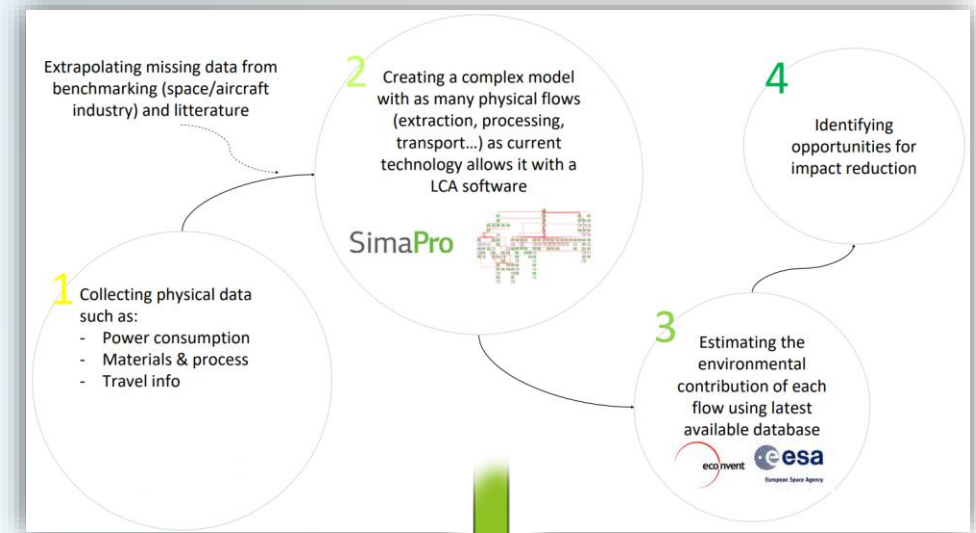 Extrapolating missing data from
benchmarking (space/aircraft
industry) and litterature
1
Collecting physical data
such as:
- Power consumption
- Materials & process
- Travel info
2
Creating a complex model
with as many physical flows
(extraction, processing,
transport...) as current
technology allows it with a
LCA software
SimaPro
3
Estimating the
environmental
contribution of each
flow using latest
available database
ecoinvent
esa
European Space Agency
4
Identifying
opportunities for
impact reduction